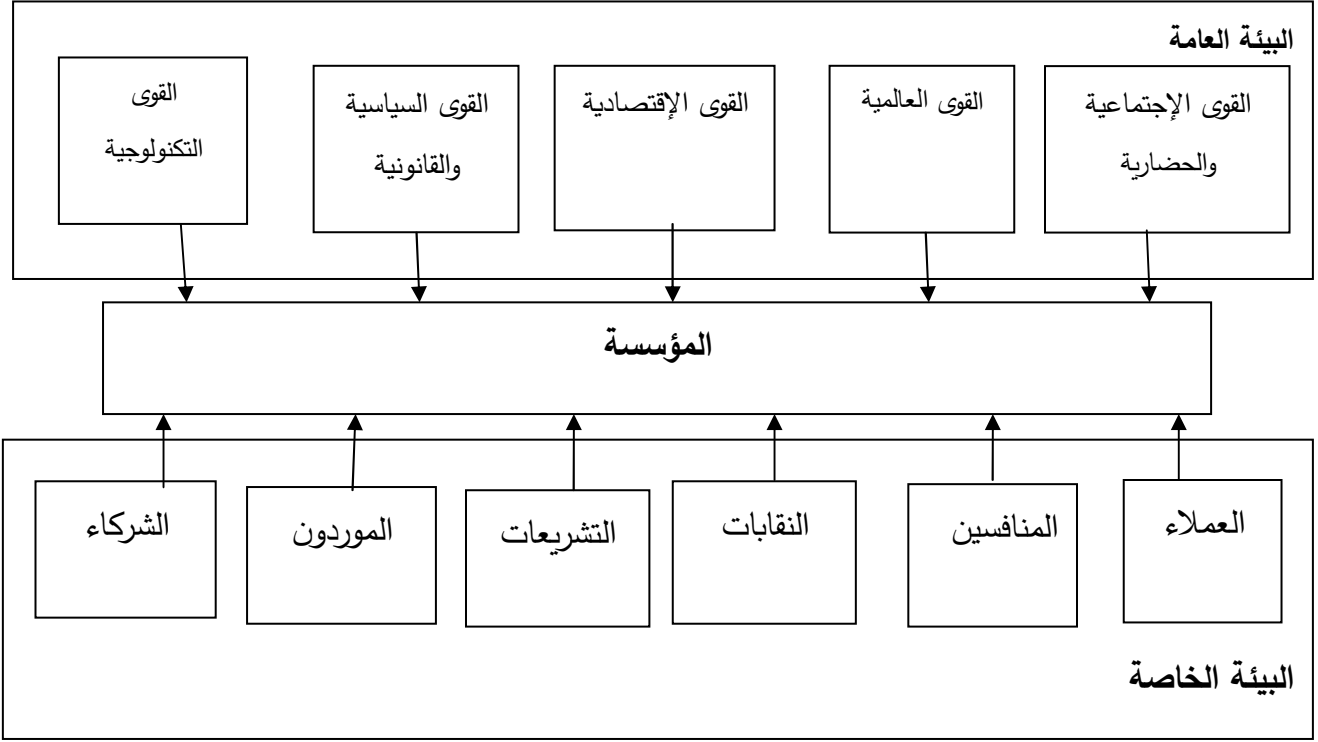 البيئة العامة
القوى الإجتماعية
والحضارية
القوى العالمية
القوى الإقتصادية
القوى السياسية
والقانونية
القوى
التكنولوجية
المؤسسة
العملاء
المنافسين
النقابات
التشريعات
الموردون
الشركاء
البيئة الخاصة